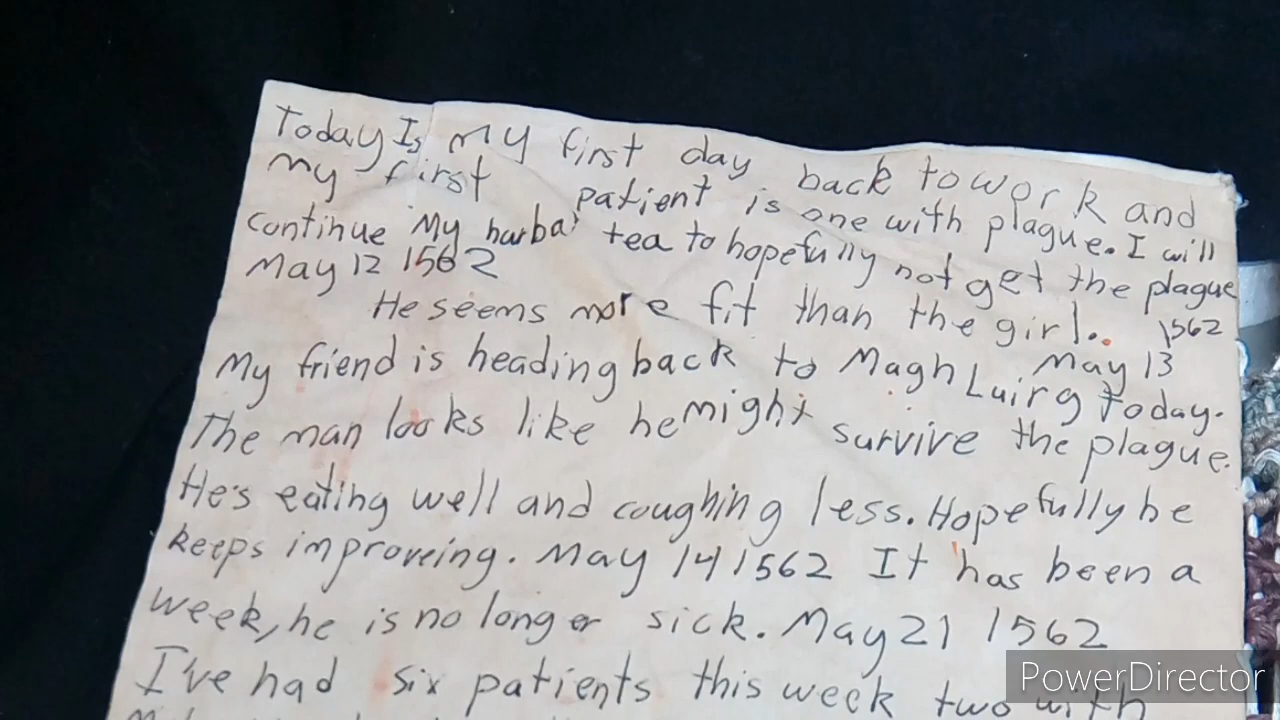 Today Is My first day back to work and
my first patient is one with plague. I will
continue My harbal tea to hopefully not get the plague
May 12 1562
He seems more fit than the girl.. 1562
May 13
My friend is heading back to Magh Luirg today.
The man looks like he might survive the plague.
He's eating well and coughing less. Hopefully he
keeps improveing. May 14 1562 It has been a
week, he is no longer sick. May 21 1562
I've had six patients this week two with
PowerDirector